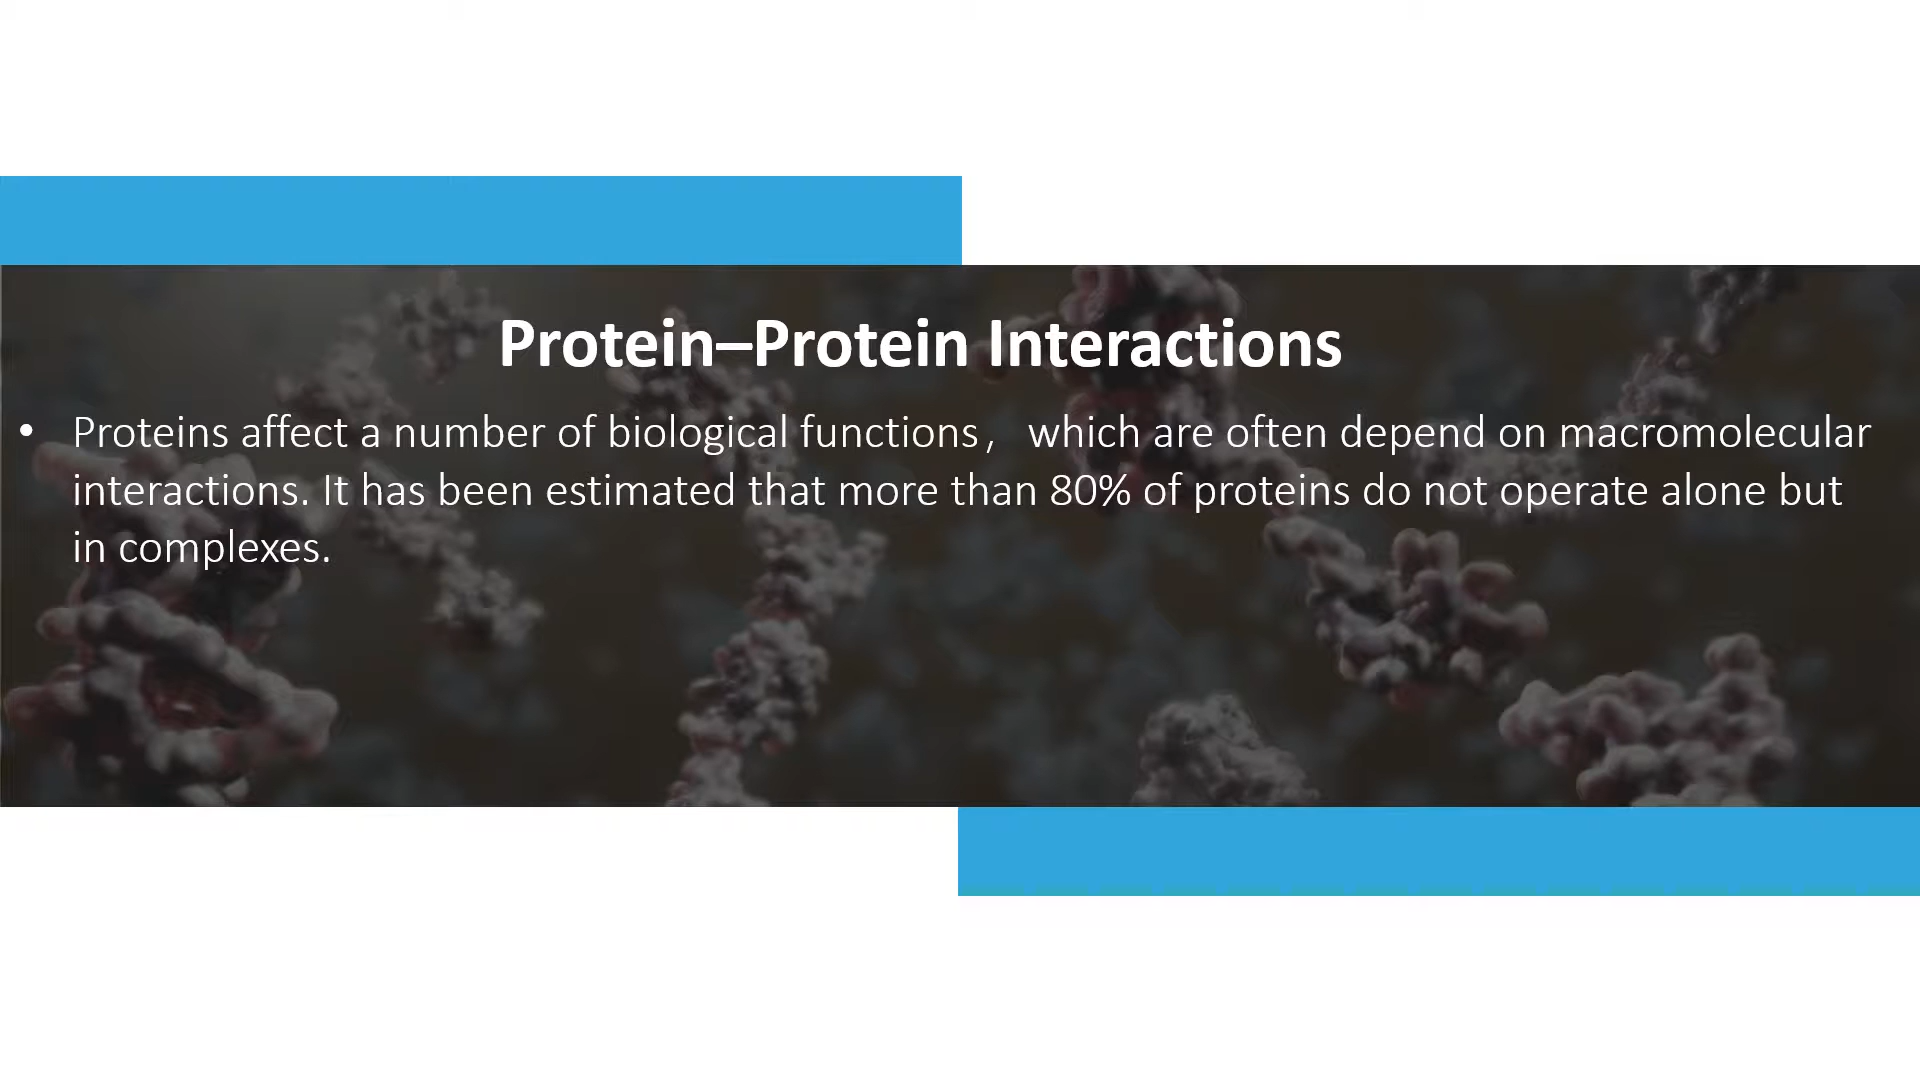 Protein–Protein Interactions
• Proteins affect a number of biological functions，which are often depend on macromolecular
interactions. It has been estimated that more than 80% of proteins do not operate alone but
in complexes.